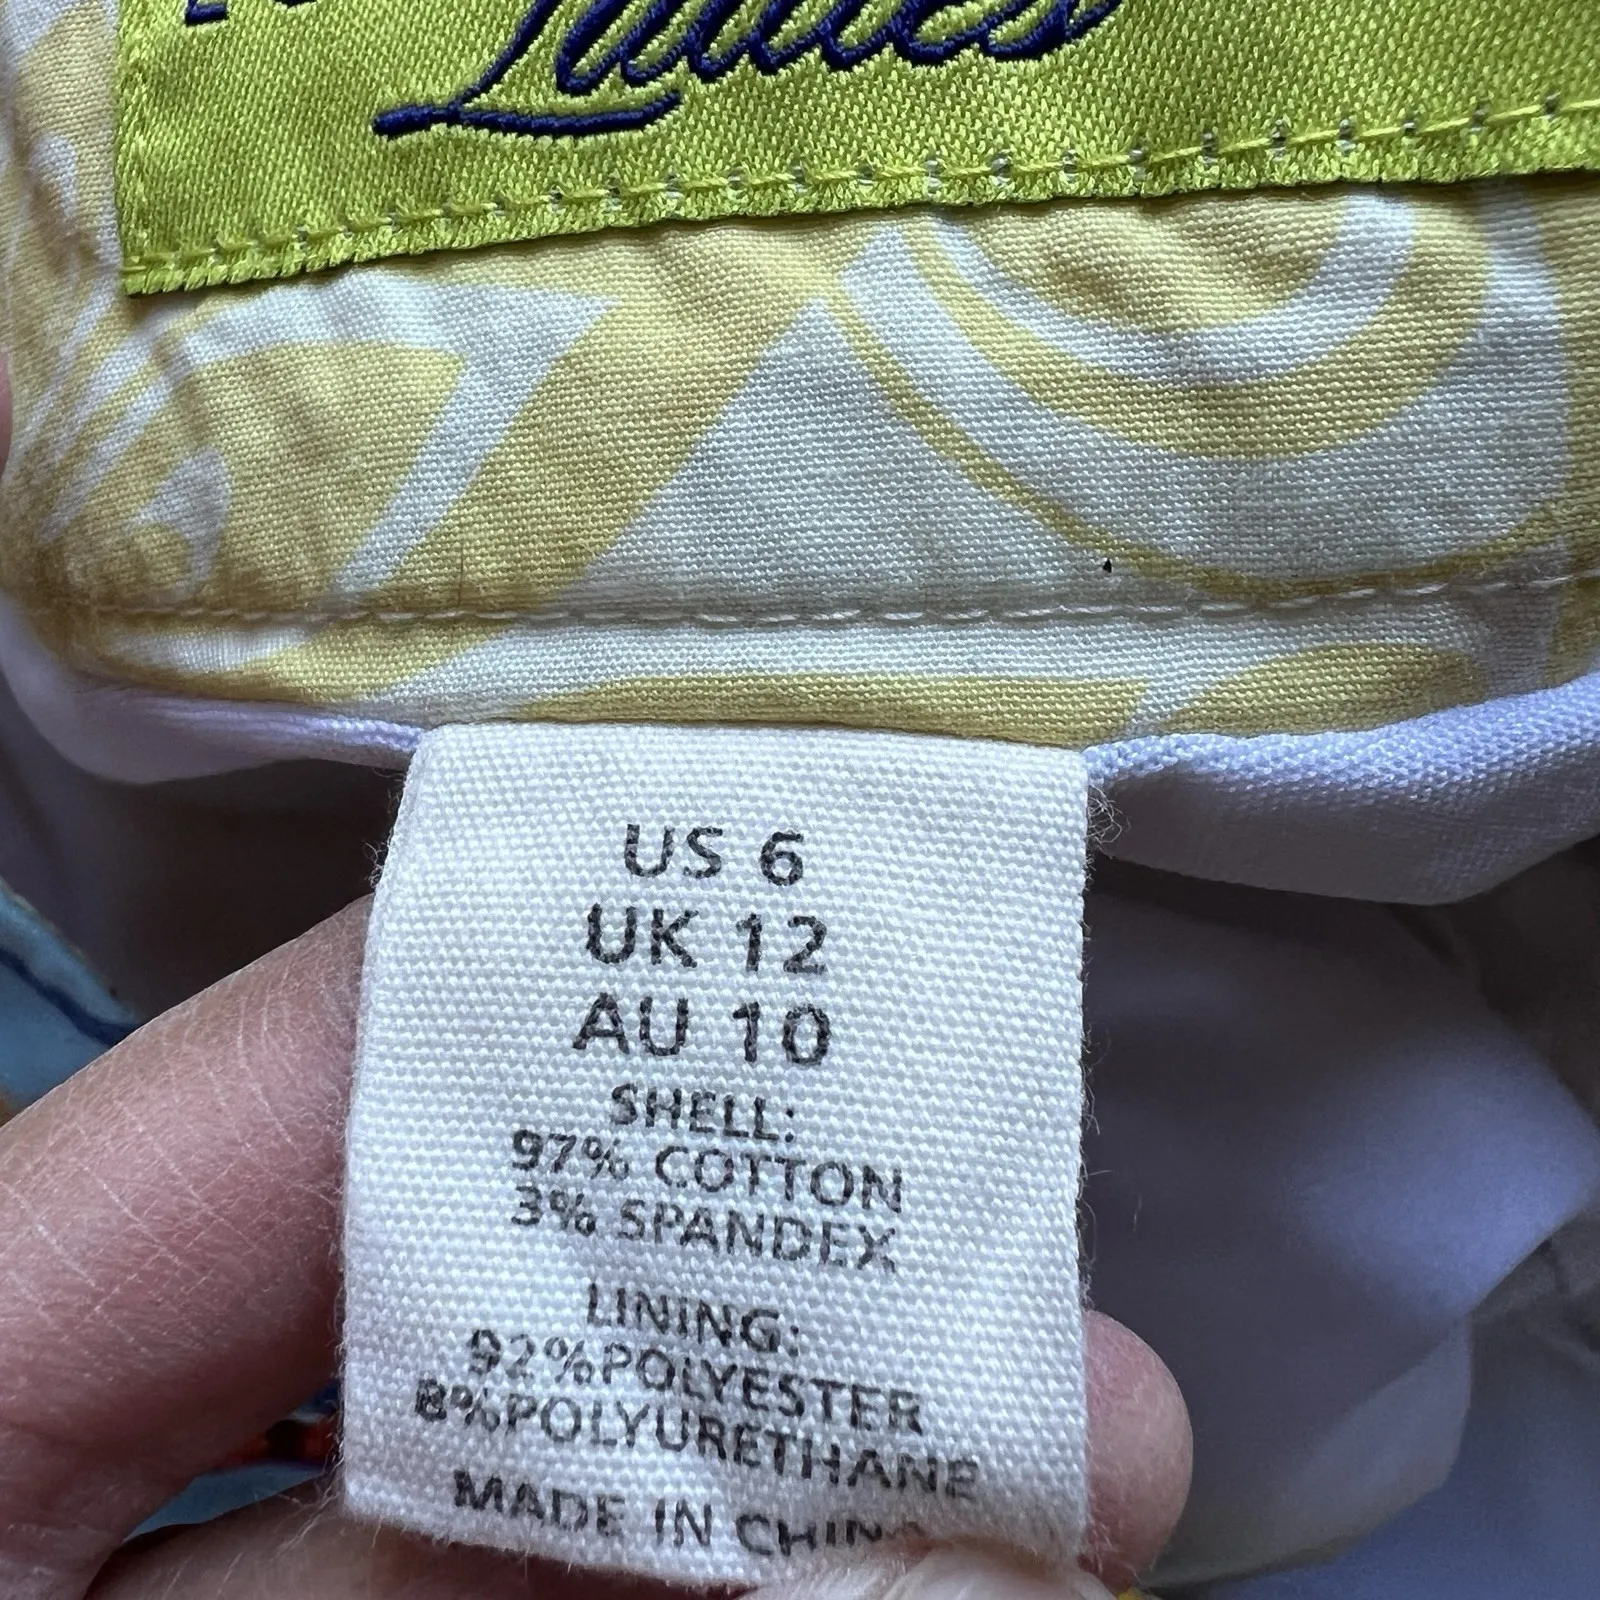 Ladies
US 6
UK 12
AU 10
SHELL:
97% COTTON
3% SPANDEX
LINING:
92%POLYESTER
8%POLYURETHANE
MADE IN CHINA